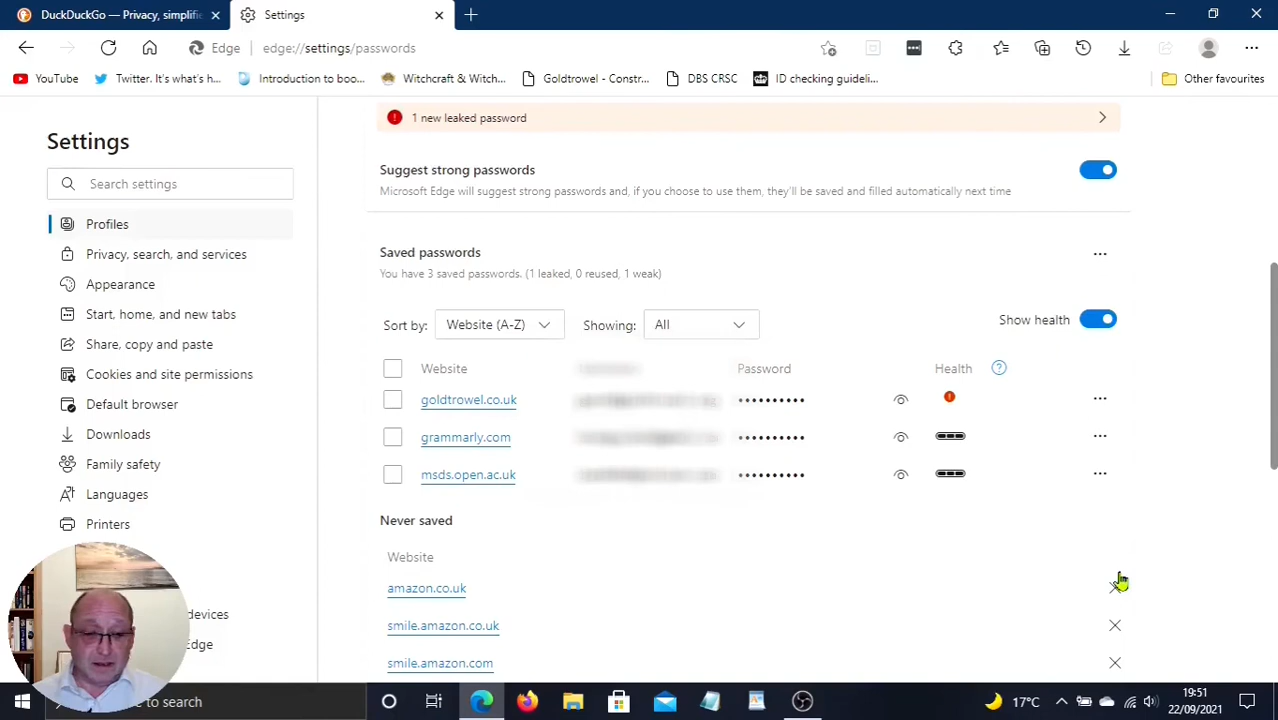 DuckDuckGo — Privacy, simplifi
Settings
Edge
edge://settings/passwords
YouTube
Twitter. It's what's h...
Introduction to boo...
Witchcraft & Witch...
Goldtrowel - Constr...
DBS CRSC
ID checking guideli...
Other favourites
Settings
Search settings
Profiles
Privacy, search, and services
Appearance
Start, home, and new tabs
Share, copy and paste
Cookies and site permissions
Default browser
Downloads
Family safety
Languages
Printers
devices
dge
1 new leaked password
Suggest strong passwords
Microsoft Edge will suggest strong passwords and, if you choose to use them, they'll be saved and filled automatically next time
Saved passwords
You have 3 saved passwords. (1 leaked, 0 reused, 1 weak)
Sort by: Website (A-Z) Showing: All Show health
Website Password Health ?
goldtrowel.co.uk
grammarly.com
msds.open.ac.uk
Never saved
Website
amazon.co.uk
smile.amazon.co.uk
smile.amazon.com
to search
17°C
19:51
22/09/2021